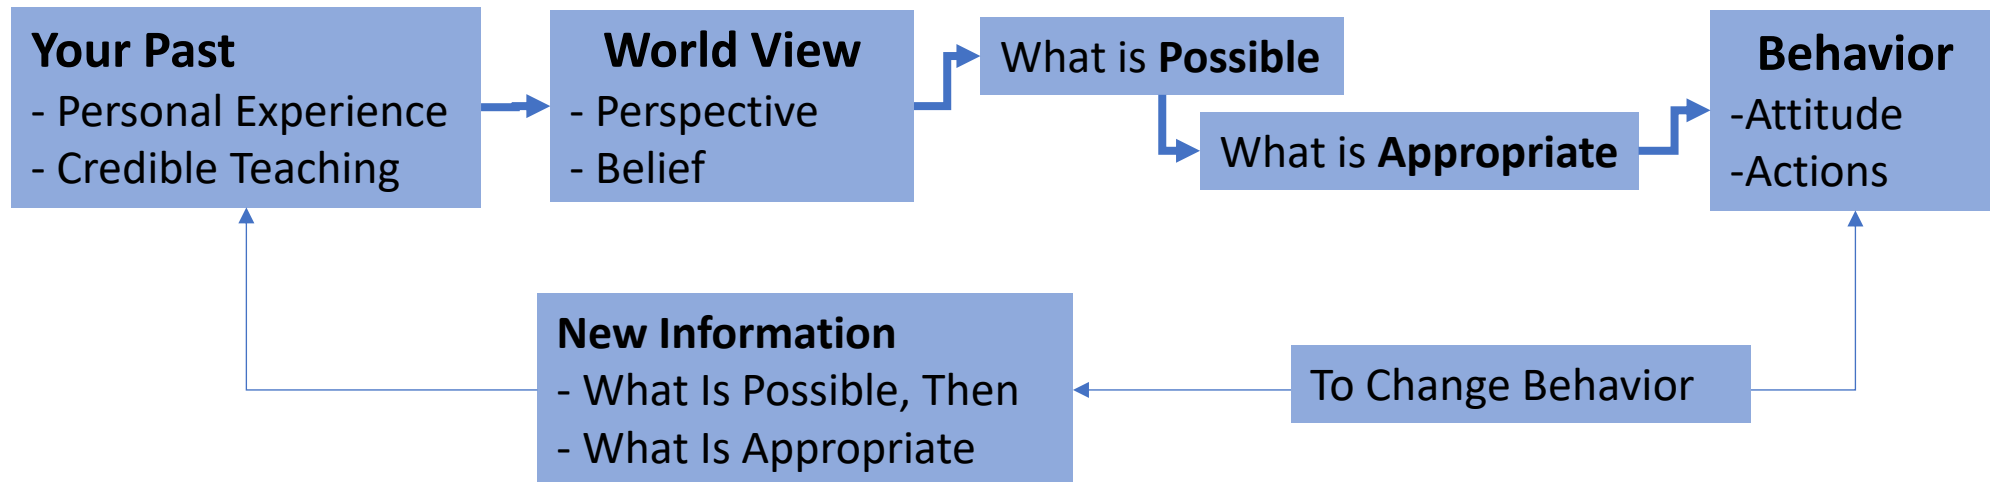 Your Past
- Personal Experience
- Credible Teaching
World View
- Perspective
- Belief
What is Possible
What is Appropriate
Behavior
-Attitude
-Actions
New Information
- What Is Possible, Then
- What Is Appropriate
To Change Behavior